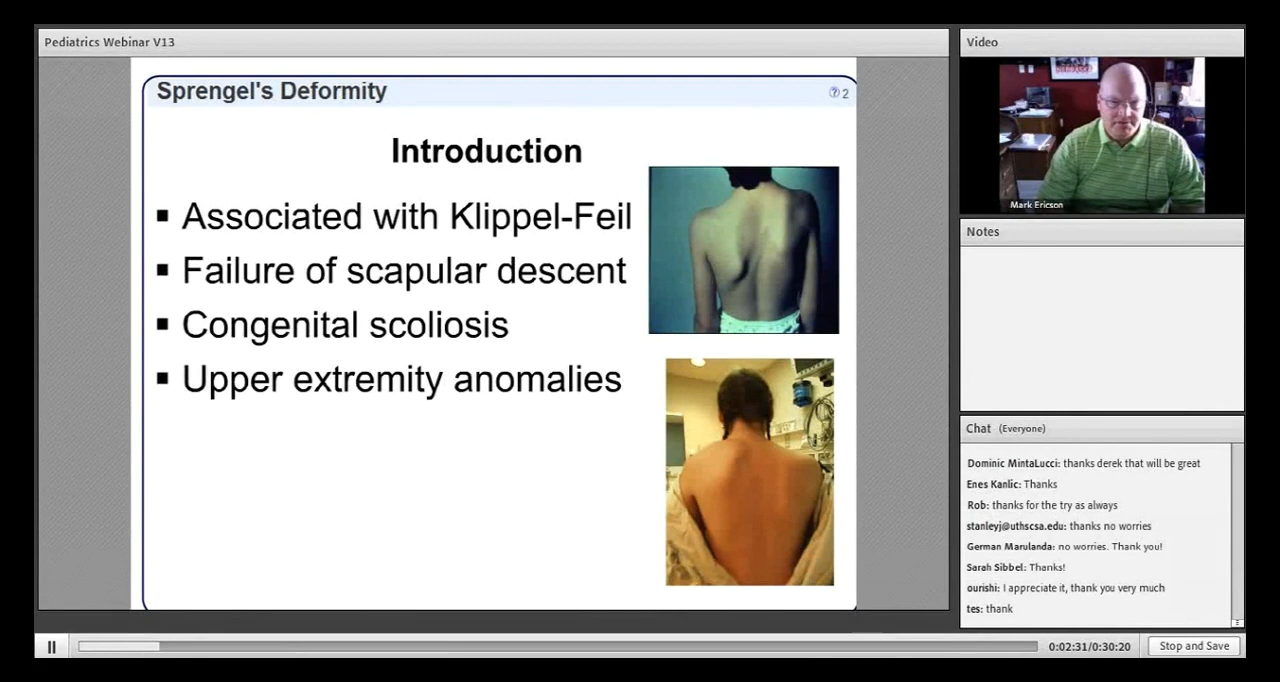 Pediatrics Webinar V13
Sprengel's Deformity
2
Introduction
▪ Associated with Klippel-Feil
▪ Failure of scapular descent
▪ Congenital scoliosis
▪ Upper extremity anomalies
Video
Mark Ericson
Notes
Chat (Everyone)
Dominic MintaLucci: thanks derek that will be great
Enes Kanlic: Thanks
Rob: thanks for the try as always
stanleyj@uthscsa.edu: thanks no worries
German Marulanda: no worries. Thank you!
Sarah Sibbel: Thanks!
ourishi: I appreciate it, thank you very much
tes: thank
0:02:31/0:30:20
Stop and Save